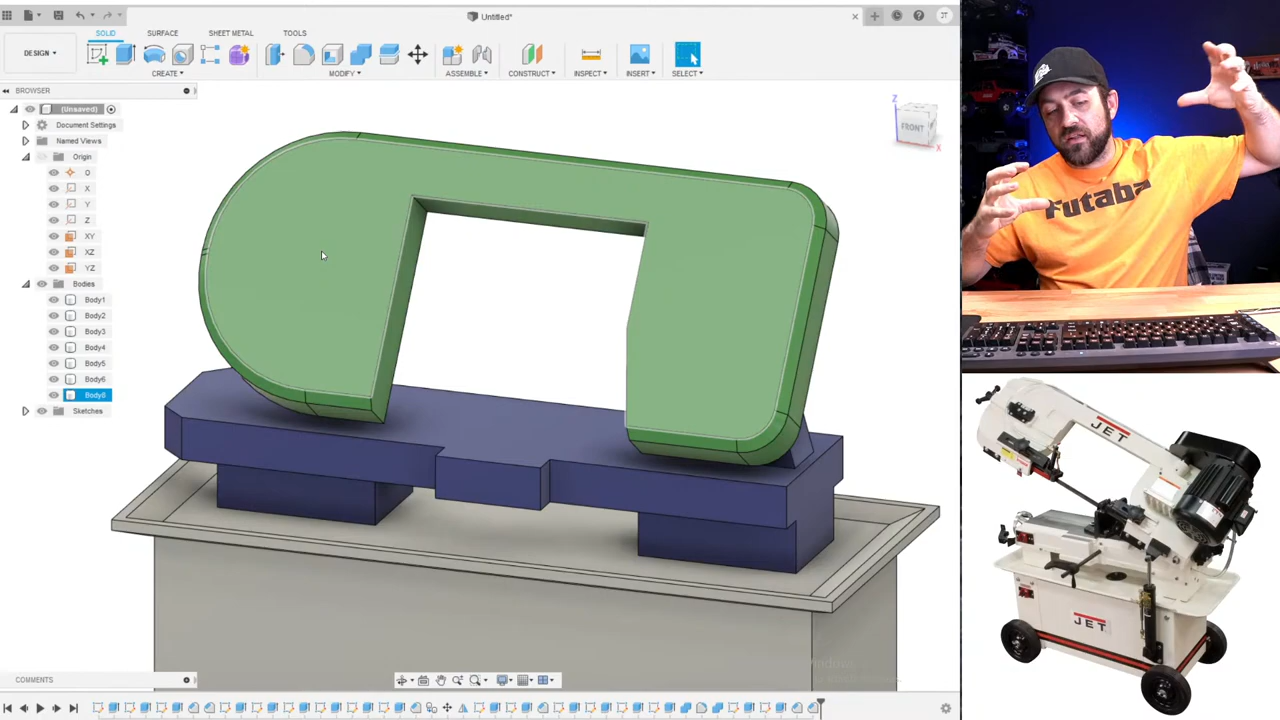 Untitled*
JT
SOLID
SURFACE
SHEET METAL
TOOLS
DESIGN
CREATE
MODIFY
ASSEMBLE
CONSTRUCT
INSPECT
INSERT
SELECT
BROWSER
(Unsaved)
Document Settings
Named Views
Origin
O
X
Y
Z
XY
XZ
YZ
Bodies
Body1
Body2
Body3
Body4
Body5
Body6
Body8
Sketches
Z
FRONT
X
COMMENTS
Futaba
JET
JET